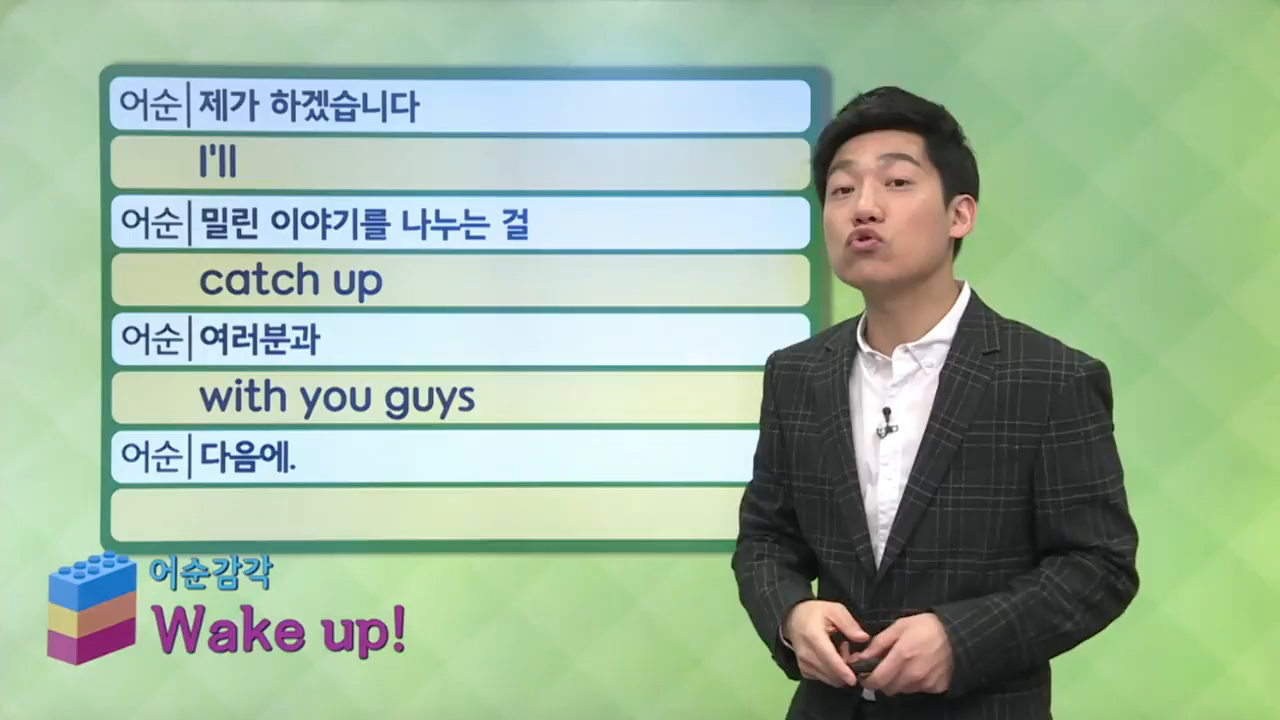 어순|제가 하겠습니다
I'll
어순|밀린 이야기를 나누는 걸
catch up
어순|여러분과
with you guys
어순|다음에.
어순감각
Wake up!